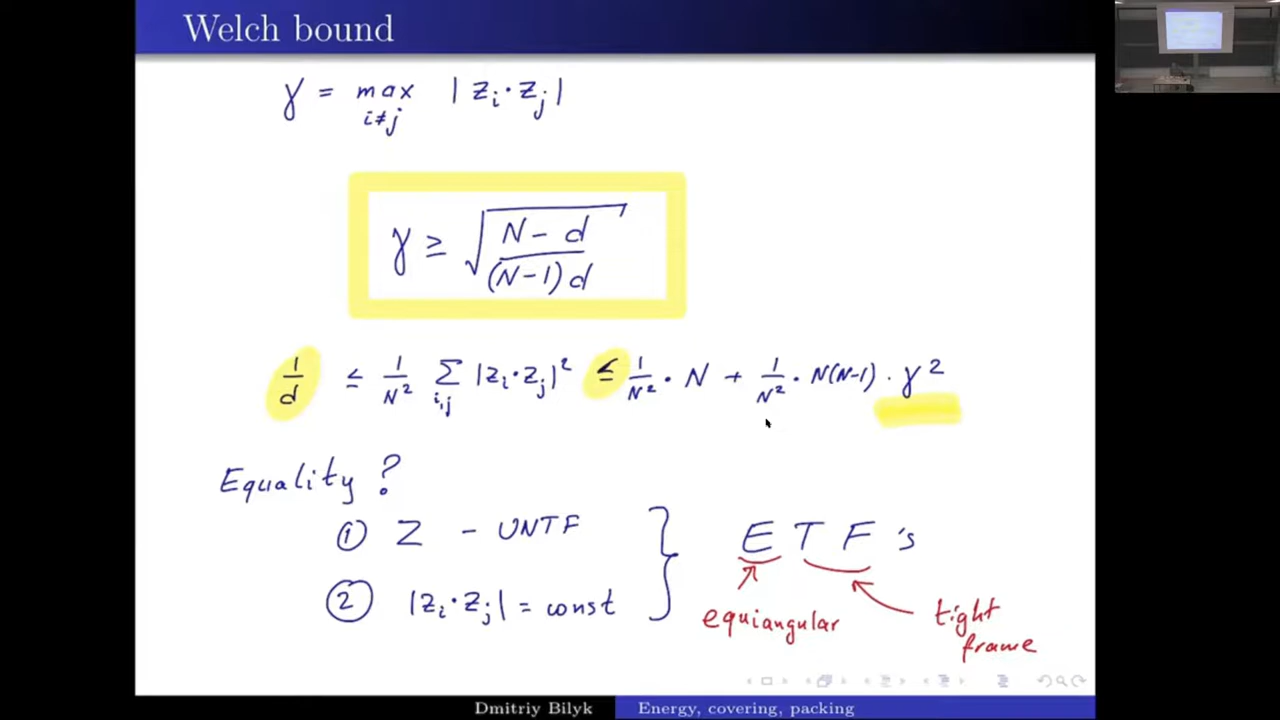 Welch bound
γ = max | z_i · z_j |
i≠j
γ ≥ √((N - d)/((N-1)d))
1/d ≤ 1/N² Σ_{i,j} |z_i · z_j|² ≤ 1/N² · N + 1/N² · N(N-1) · γ²
Equality ?
① Z - UNTF
② |z_i · z_j| = const
ETF's
equiangular
tight
frame
Dmitriy Bilyk
Energy, covering, packing